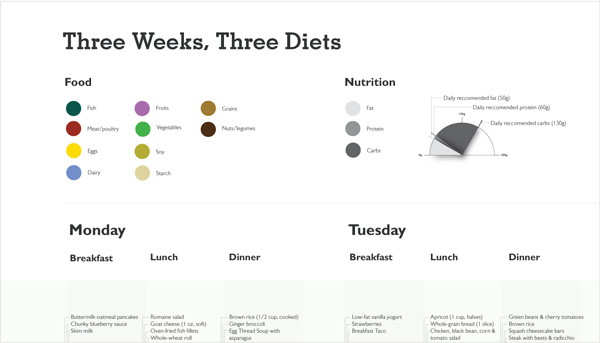 Three Weeks, Three Diets
Food
Fish
Meat/poultry
Eggs
Dairy
Fruits
Vegetables
Soy
Starch
Grains
Nuts/legumes
Nutrition
Fat
Protein
Carbs
Daily reccomended fat (50g)
Daily reccomended protein (60g)
Daily reccomended carbs (130g)
0g
Monday
Breakfast
Lunch
Dinner
Buttermilk-oatmeal pancakes
Chunky blueberry sauce
Skim milk
Romaine salad
Goat cheese (1 oz, soft)
Oven-fried fish fillets
Whole-wheat roll
Brown rice (1/2 cup, cooked)
Ginger broccoli
Egg Thread Soup with
asparagus
Tuesday
Breakfast
Lunch
Dinner
Low-fat vanilla yogurt
Strawberries
Breakfast Taco
Apricot (1 cup, halves)
Whole-grain bread (1 slice)
Chicken, black bean, corn &
tomato salad
Green beans & cherry tomatoes
Brown rice
Squash cheesecake bars
Steak with beets & radicchio